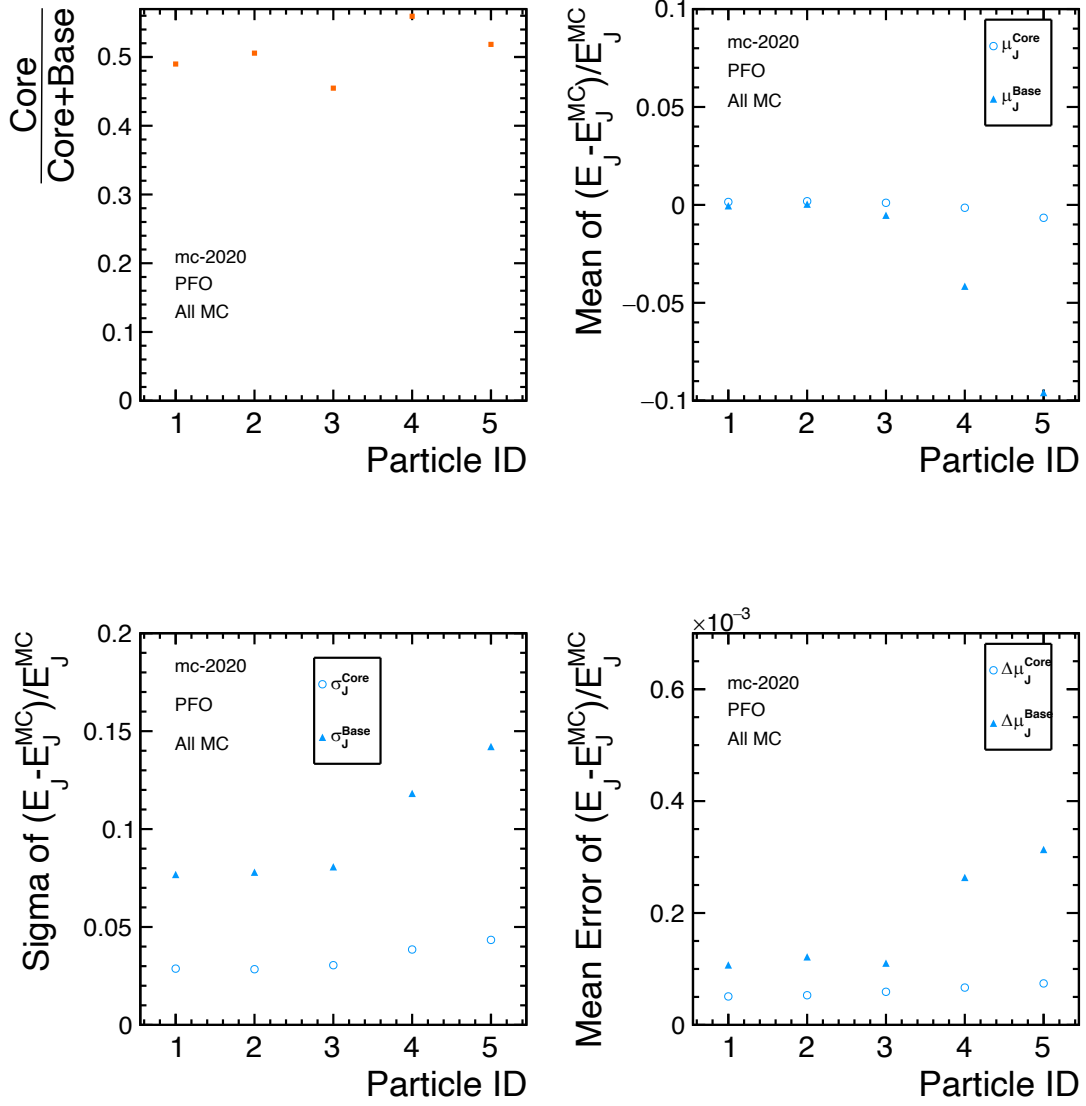 Core
Core+Base
0.5
0.4
0.3
0.2
0.1
0
mc-2020
PFO
All MC
1 2 3 4 5
Particle ID
Mean of (E_J-E_J^MC)/E_J^MC
0.1
0.05
0
−0.05
−0.1
mc-2020
PFO
All MC
μ_J^Core
μ_J^Base
1 2 3 4 5
Particle ID
Sigma of (E_J-E_J^MC)/E_J^MC
0.2
0.15
0.1
0.05
0
mc-2020
PFO
All MC
σ_J^Core
σ_J^Base
1 2 3 4 5
Particle ID
Mean Error of (E_J-E_J^MC)/E_J^MC
×10^−3
0.6
0.4
0.2
0
mc-2020
PFO
All MC
Δμ_J^Core
Δμ_J^Base
1 2 3 4 5
Particle ID